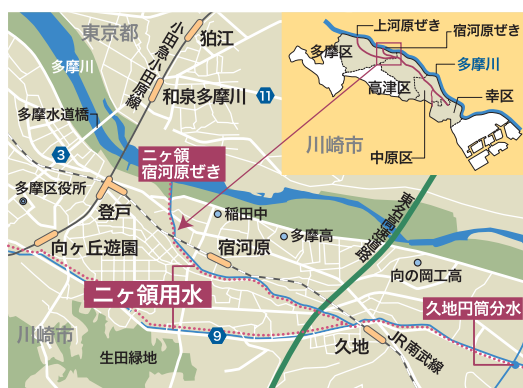 東京都
狛江
小田急小田原線
多摩川
和泉多摩川
11
多摩水道橋
3
二ヶ領
宿河原ぜき
多摩区役所
登戸
稲田中
向ヶ丘遊園
宿河原
多摩高
東名高速道路
向の岡工高
二ヶ領用水
久地円筒分水
川崎市
9
久地
JR南武線
生田緑地
上河原ぜき
宿河原ぜき
多摩区
多摩川
高津区
幸区
川崎市
中原区